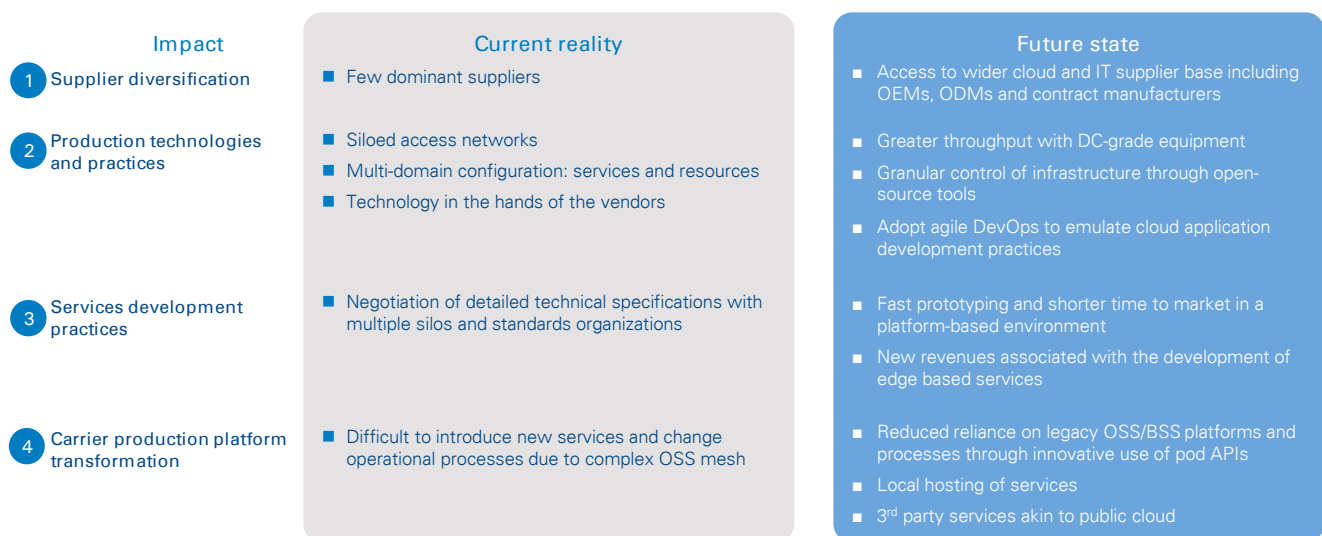 Impact
Current reality
Future state
1 Supplier diversification
■ Few dominant suppliers
■ Access to wider cloud and IT supplier base including
OEMs, ODMs and contract manufacturers
2 Production technologies
and practices
■ Siloed access networks
■ Multi-domain configuration: services and resources
■ Technology in the hands of the vendors
■ Greater throughput with DC-grade equipment
■ Granular control of infrastructure through open-
source tools
■ Adopt agile DevOps to emulate cloud application
development practices
3 Services development
practices
■ Negotiation of detailed technical specifications with
multiple silos and standards organizations
■ Fast prototyping and shorter time to market in a
platform-based environment
■ New revenues associated with the development of
edge based services
4 Carrier production platform
transformation
■ Difficult to introduce new services and change
operational processes due to complex OSS mesh
■ Reduced reliance on legacy OSS/BSS platforms and
processes through innovative use of pod APIs
■ Local hosting of services
■ 3rd party services akin to public cloud